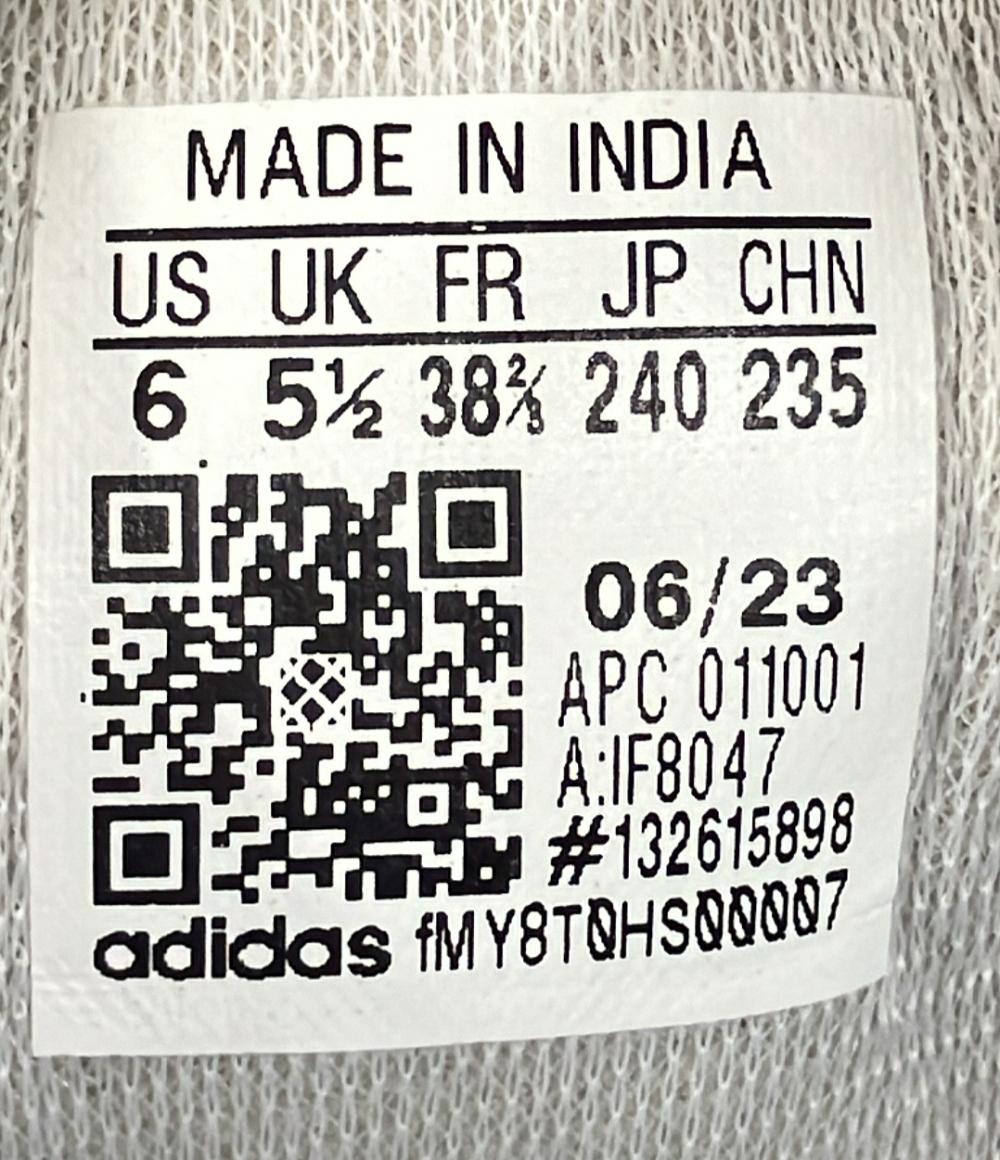 MADE IN INDIA
US UK FR JP CHN
6 5½ 38⅔ 240 235
06/23
APC 011001
A:IF8047
#132615898
adidas fMY8T0HS00007